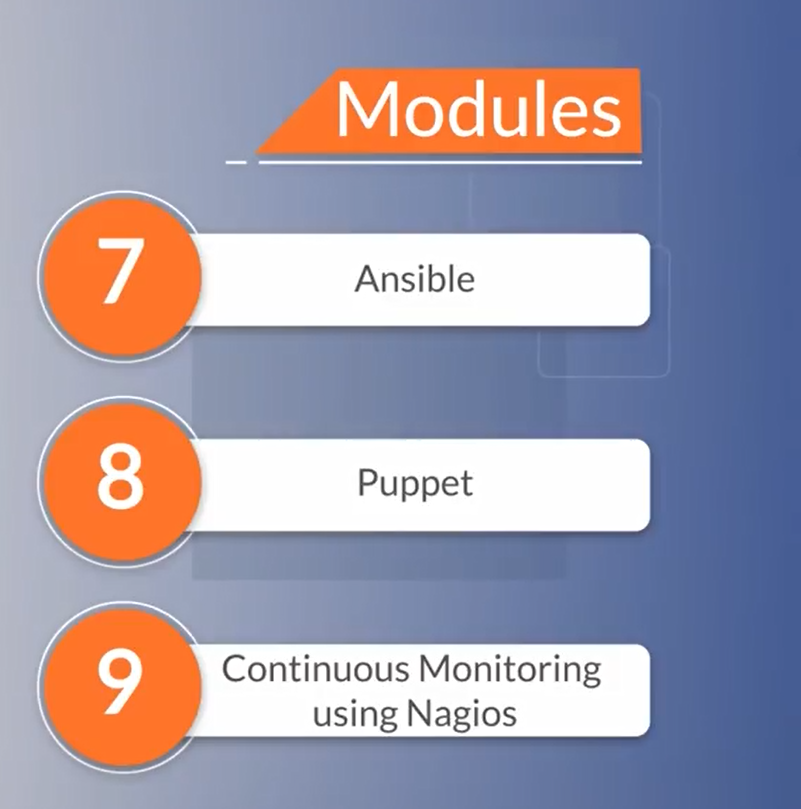 Modules
7
Ansible
8
Puppet
9
Continuous Monitoring
using Nagios